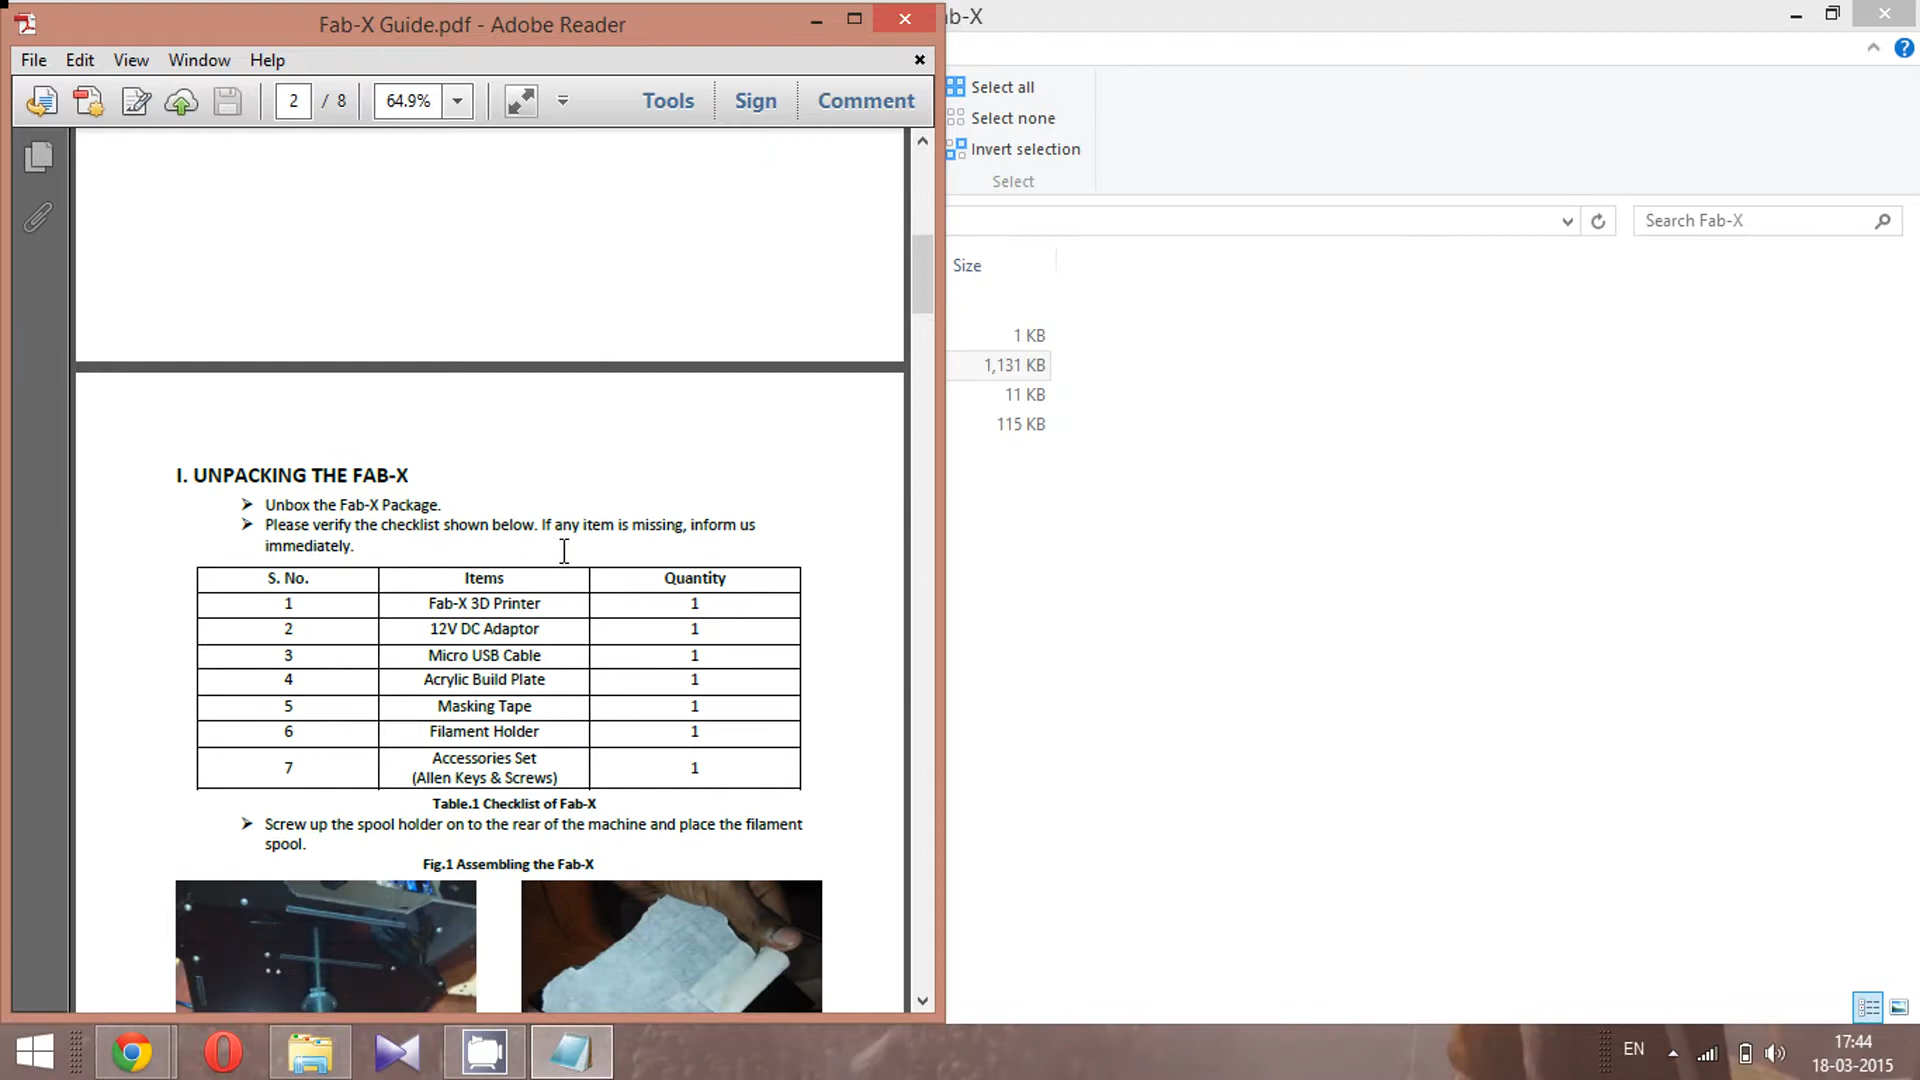 Fab-X Guide.pdf - Adobe Reader
b-X
File Edit View Window Help
2 / 8 64.9% Tools Sign Comment
Select all
Select none
Invert selection
Select
Search Fab-X
Size
1 KB
1,131 KB
11 KB
115 KB
I. UNPACKING THE FAB-X
Unbox the Fab-X Package.
Please verify the checklist shown below. If any item is missing, inform us
immediately.
S. No. Items Quantity
1 Fab-X 3D Printer 1
2 12V DC Adaptor 1
3 Micro USB Cable 1
4 Acrylic Build Plate 1
5 Masking Tape 1
6 Filament Holder 1
7 Accessories Set (Allen Keys & Screws) 1
Table.1 Checklist of Fab-X
Screw up the spool holder on to the rear of the machine and place the filament
spool.
Fig.1 Assembling the Fab-X
EN
17:44
18-03-2015